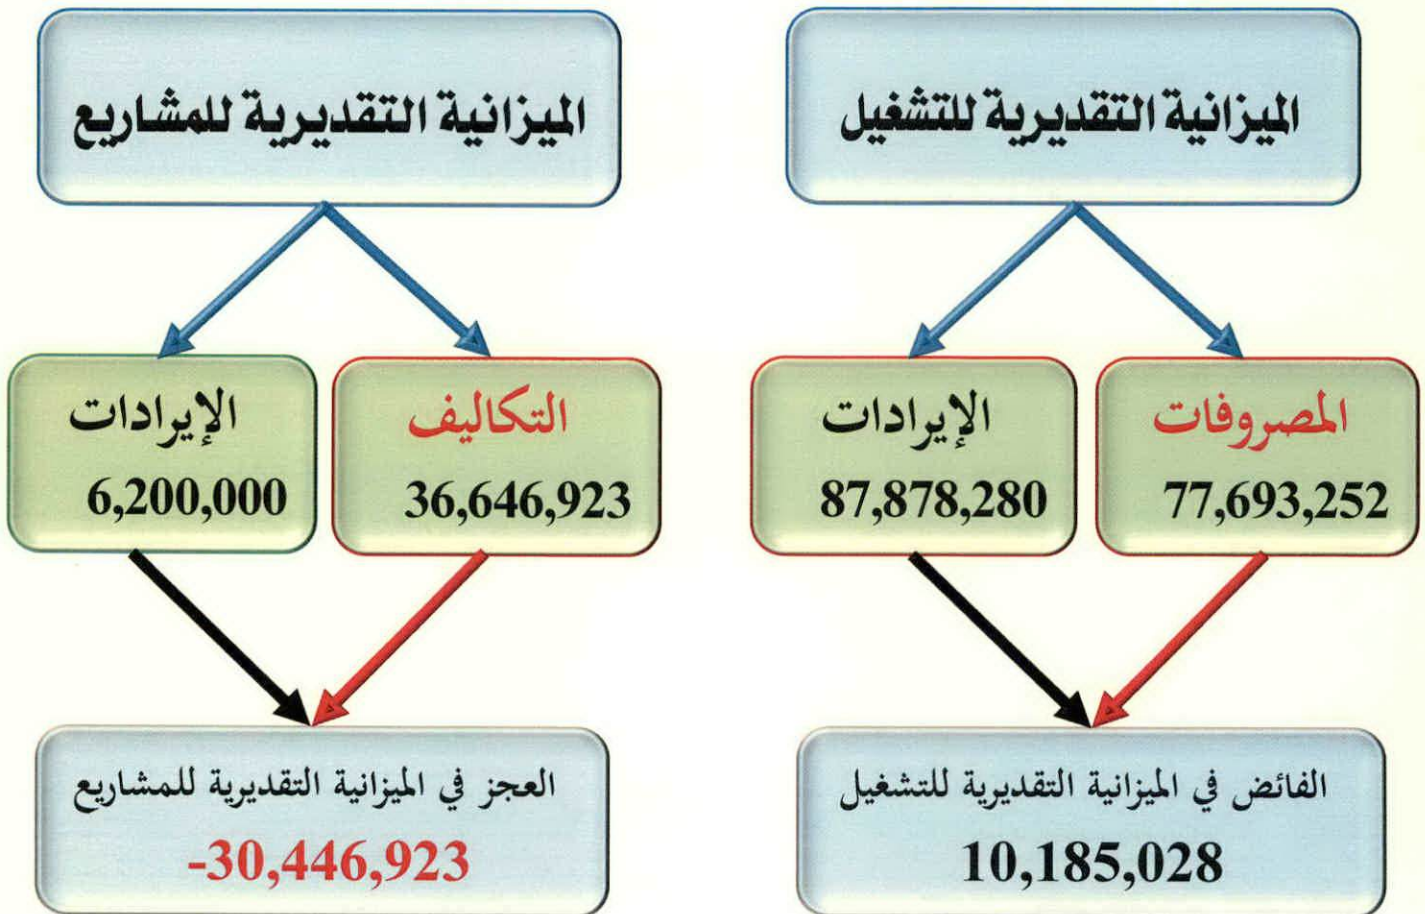 الميزانية التقديرية للتشغيل
المصروفات
77,693,252
الإيرادات
87,878,280
الفائض في الميزانية التقديرية للتشغيل
10,185,028
الميزانية التقديرية للمشاريع
التكاليف
36,646,923
الإيرادات
6,200,000
العجز في الميزانية التقديرية للمشاريع
-30,446,923